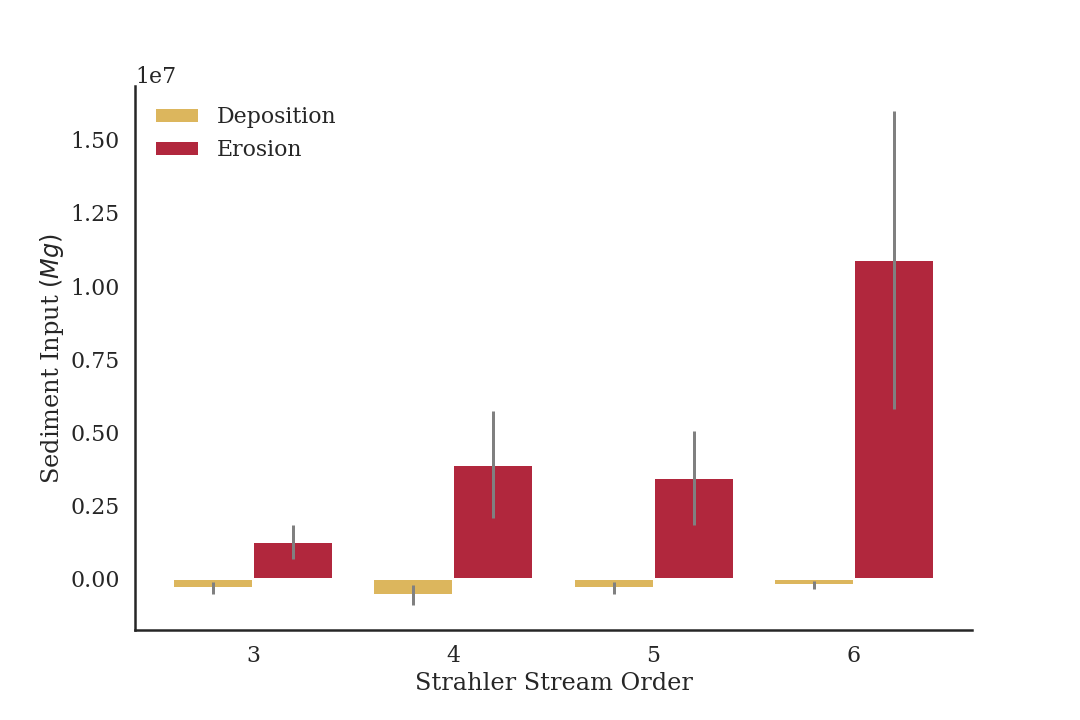 1e7
Deposition
Erosion
1.50
1.25
1.00
0.75
0.50
0.25
0.00
Sediment Input (Mg)
3 4 5 6
Strahler Stream Order